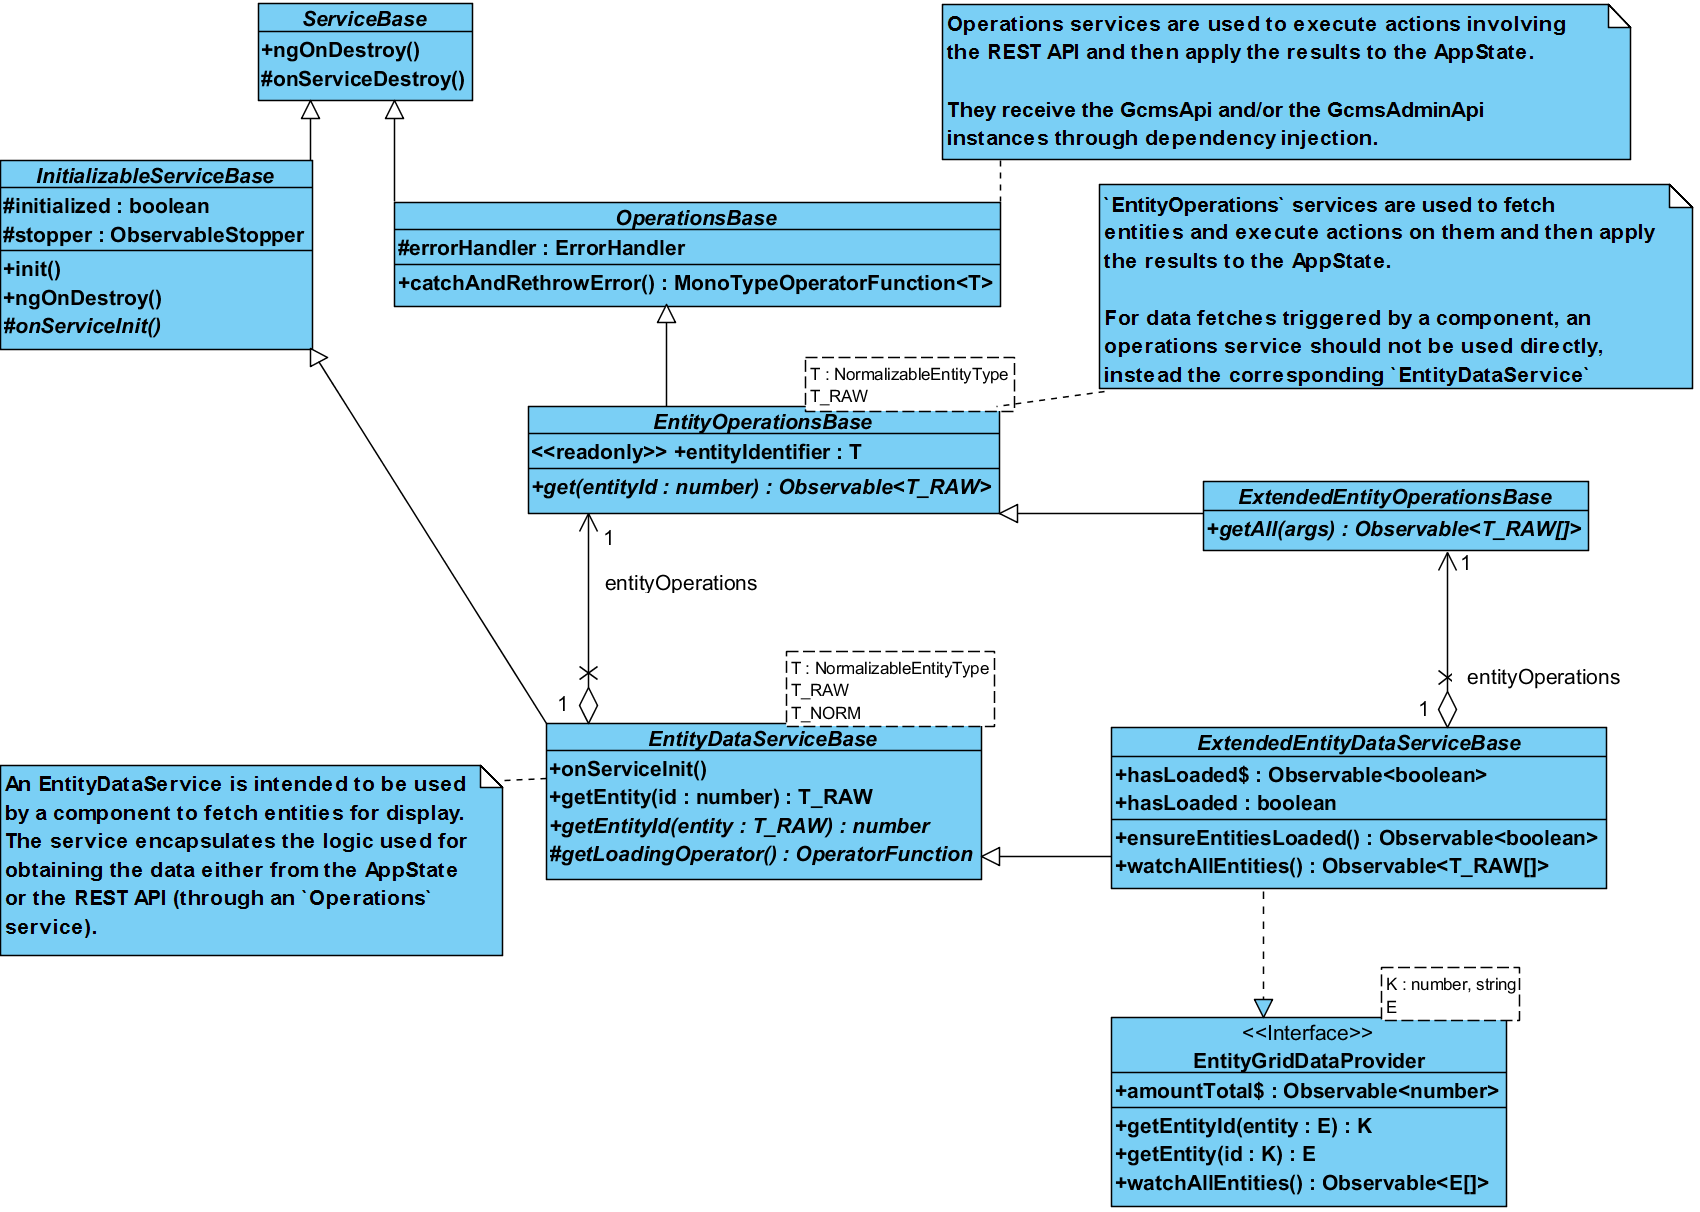 ServiceBase
+ngOnDestroy()
#onServiceDestroy()
Operations services are used to execute actions involving
the REST API and then apply the results to the AppState.
They receive the GcmsApi and/or the GcmsAdminApi
instances through dependency injection.
InitializableServiceBase
#initialized : boolean
#stopper : ObservableStopper
+init()
+ngOnDestroy()
#onServiceInit()
OperationsBase
#errorHandler : ErrorHandler
+catchAndRethrowError() : MonoTypeOperatorFunction<T>
`EntityOperations` services are used to fetch
entities and execute actions on them and then apply
the results to the AppState.
For data fetches triggered by a component, an
operations service should not be used directly,
instead the corresponding `EntityDataService`
T : NormalizableEntityType
T_RAW
EntityOperationsBase
<<readonly>> +entityIdentifier : T
+get(entityId : number) : Observable<T_RAW>
ExtendedEntityOperationsBase
+getAll(args) : Observable<T_RAW[]>
1
entityOperations
1
1
entityOperations
1
T : NormalizableEntityType
T_RAW
T_NORM
EntityDataServiceBase
+onServiceInit()
+getEntity(id : number) : T_RAW
+getEntityId(entity : T_RAW) : number
#getLoadingOperator() : OperatorFunction
ExtendedEntityDataServiceBase
+hasLoaded$ : Observable<boolean>
+hasLoaded : boolean
+ensureEntitiesLoaded() : Observable<boolean>
+watchAllEntities() : Observable<T_RAW[]>
An EntityDataService is intended to be used
by a component to fetch entities for display.
The service encapsulates the logic used for
obtaining the data either from the AppState
or the REST API (through an `Operations`
service).
K : number, string
E
<<Interface>>
EntityGridDataProvider
+amountTotal$ : Observable<number>
+getEntityId(entity : E) : K
+getEntity(id : K) : E
+watchAllEntities() : Observable<E[]>